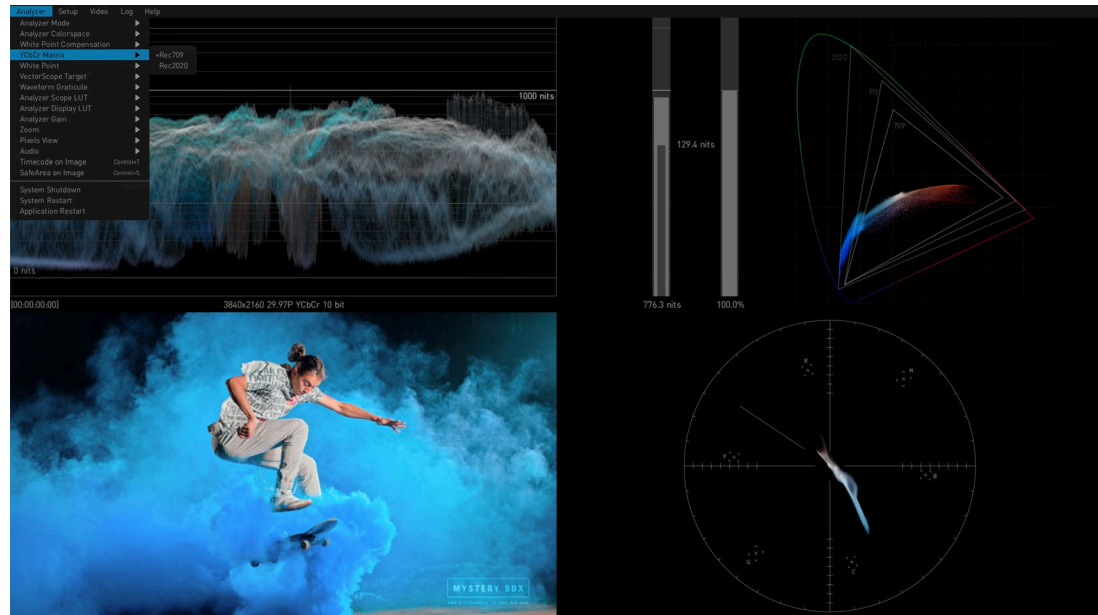 Analyzer Setup Video Log Help
Analyzer Mode
Analyzer Colorspace
White Point Compensation
YCbCr Matrix
+Rec709
White Point
Rec2020
VectorScope Target
Waveform Graticule
Analyzer Scope LUT
Analyzer Display LUT
Analyzer Gain
Zoom
Pixels View
Audio
Timecode on Image Control+T
SafeArea on Image Control+S
System Shutdown
System Restart
Application Restart
1000 nits
0 nits
[00:00:00:00] 3840x2160 29.97P YCbCr 10 bit
129.4 nits
776.3 nits 100.0%
2020
P3
709
R
M
Y
B
G
C
MYSTERY BOX